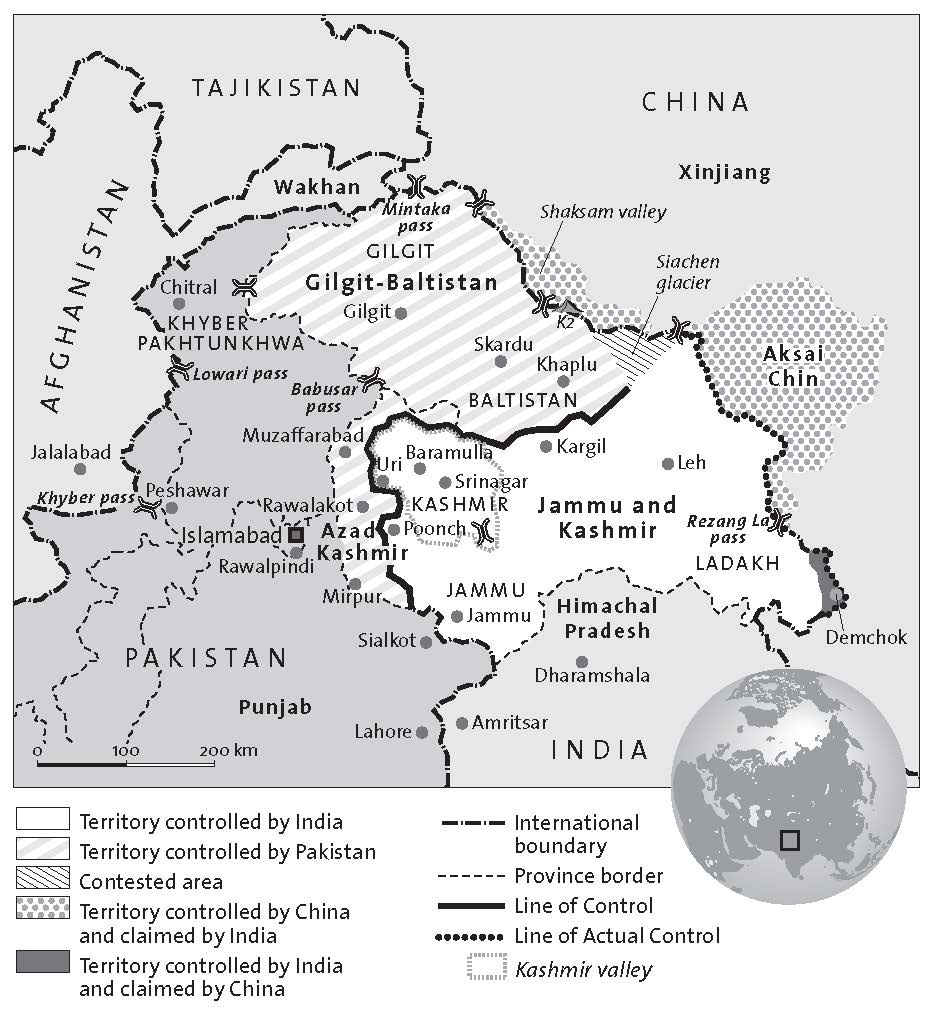 TAJIKISTAN
CHINA
Xinjiang
Wakhan
AFGHANISTAN
Mintaka
pass
Shaksam valley
GILGIT
Gilgit-Baltistan
Siachen
glacier
Chitral
Gilgit
K2
KHYBER
PAKHTUNKHWA
Skardu
Aksai
Chin
Khaplu
Lowari pass
Babusar
pass
BALTISTAN
Muzaffarabad
Kargil
Jalalabad
Baramulla
Uri
Leh
Srinagar
Khyber pass
Peshawar
Rawalakot
KASHMIR
Jammu and
Kashmir
Rezang La
pass
Islamabad
Azad
Kashmir
Poonch
Rawalpindi
LADAKH
Mirpur
JAMMU
Jammu
Himachal
Pradesh
Sialkot
Demchok
PAKISTAN
Dharamshala
Punjab
Lahore
Amritsar
INDIA
0 100 200 km
Territory controlled by India
Territory controlled by Pakistan
Contested area
Territory controlled by China
and claimed by India
Territory controlled by India
and claimed by China
International
boundary
Province border
Line of Control
Line of Actual Control
Kashmir valley